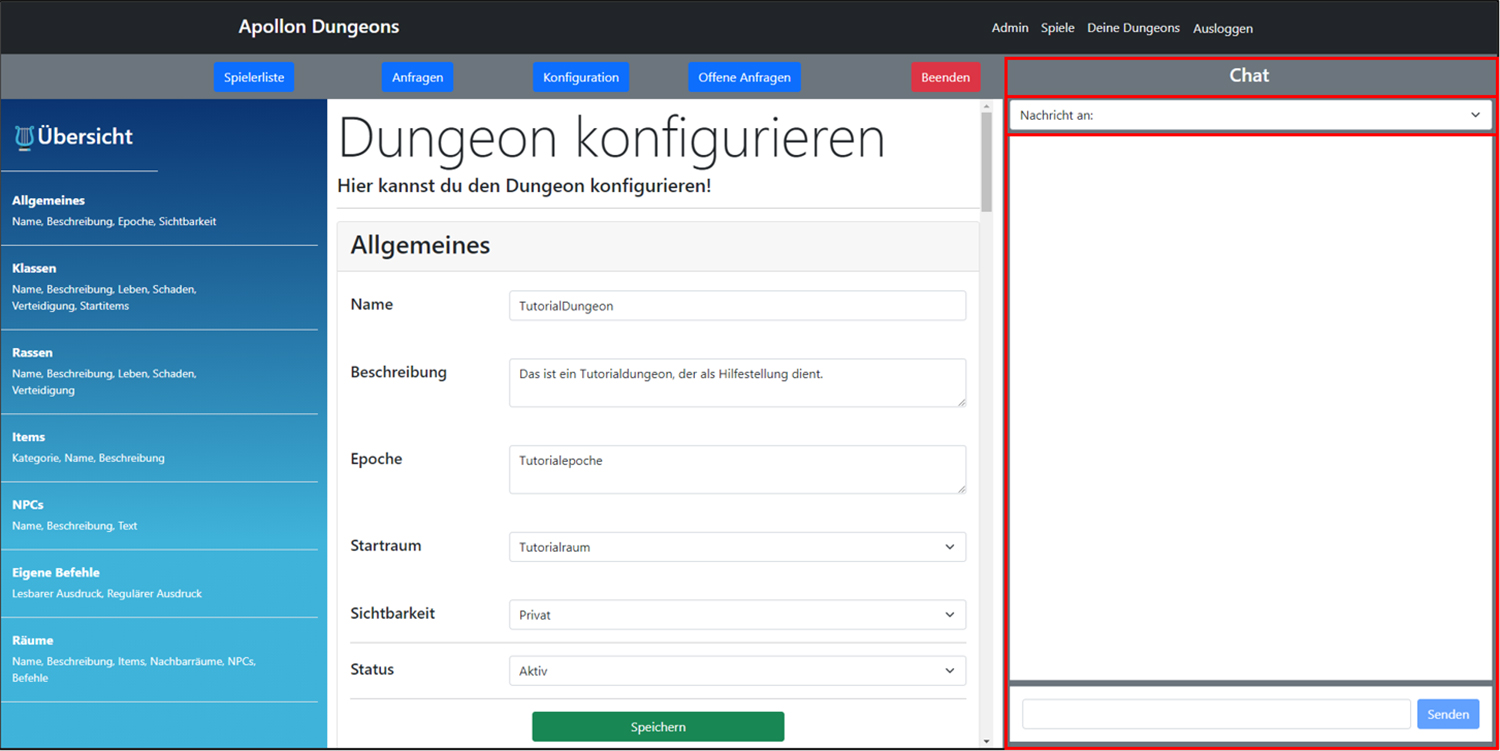 Apollon Dungeons
Admin Spiele Deine Dungeons Ausloggen
Spielerliste Anfragen Konfiguration Offene Anfragen Beenden
Chat
Übersicht
Allgemeines
Name, Beschreibung, Epoche, Sichtbarkeit
Klassen
Name, Beschreibung, Leben, Schaden,
Verteidigung, Startitems
Rassen
Name, Beschreibung, Leben, Schaden,
Verteidigung
Items
Kategorie, Name, Beschreibung
NPCs
Name, Beschreibung, Text
Eigene Befehle
Lesbarer Ausdruck, Regulärer Ausdruck
Räume
Name, Beschreibung, Items, Nachbarräume, NPCs,
Befehle
Dungeon konfigurieren
Hier kannst du den Dungeon konfigurieren!
Allgemeines
Name TutorialDungeon
Beschreibung Das ist ein Tutorialdungeon, der als Hilfestellung dient.
Epoche Tutorialepoche
Startraum Tutorialraum
Sichtbarkeit Privat
Status Aktiv
Speichern
Nachricht an:
Senden